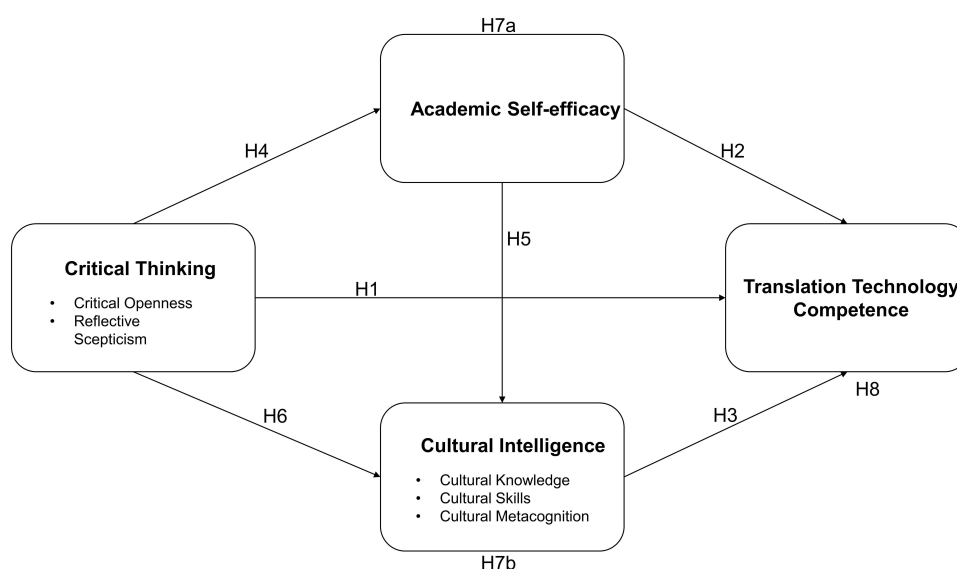 H7a
Academic Self-efficacy
H4
H2
H5
Critical Thinking
• Critical Openness
• Reflective
Scepticism
H1
Translation Technology
Competence
H6
H3
H8
Cultural Intelligence
• Cultural Knowledge
• Cultural Skills
• Cultural Metacognition
H7b